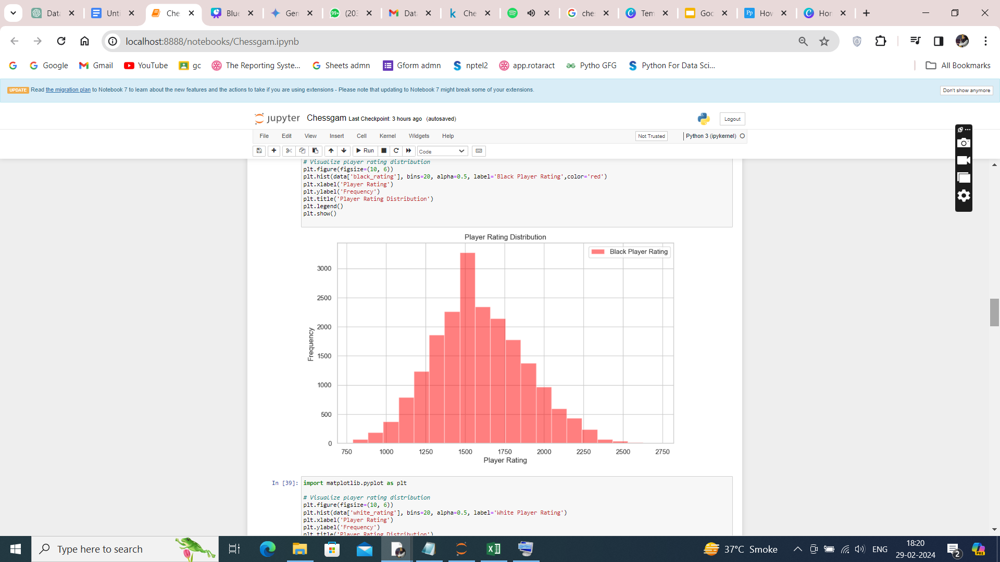 Data
Unti
Che
Blue
Gen
99+
(203
Dat
Che
che
Tem
Goo
Pp
How
Hom
localhost:8888/notebooks/Chessgam.ipynb
Google
Gmail
YouTube
gc
The Reporting Syste...
Sheets admn
Gform admn
nptel2
app.rotaract
Pytho GFG
Python For Data Sci...
All Bookmarks
UPDATE Read the migration plan to Notebook 7 to learn about the new features and the actions to take if you are using extensions - Please note that updating to Notebook 7 might break some of your extensions.
Don't show anymore
jupyter Chessgam Last Checkpoint: 3 hours ago (autosaved)
Logout
File Edit View Insert Cell Kernel Widgets Help
Not Trusted
Python 3 (ipykernel)
Run
Code
# Visualize player rating distribution
plt.figure(figsize=(10, 6))
plt.hist(data['black_rating'], bins=20, alpha=0.5, label='Black Player Rating',color='red')
plt.xlabel('Player Rating')
plt.ylabel('Frequency')
plt.title('Player Rating Distribution')
plt.legend()
plt.show()
Player Rating Distribution
Black Player Rating
3000
2500
2000
1500
1000
500
0
Frequency
750 1000 1250 1500 1750 2000 2250 2500 2750
Player Rating
In [39]:
import matplotlib.pyplot as plt
# Visualize player rating distribution
plt.figure(figsize=(10, 6))
plt.hist(data['white_rating'], bins=20, alpha=0.5, label='White Player Rating')
plt.xlabel('Player Rating')
plt.ylabel('Frequency')
plt.title('Player Rating Distribution')
Type here to search
37°C Smoke
ENG
18:20
29-02-2024
2
PRE